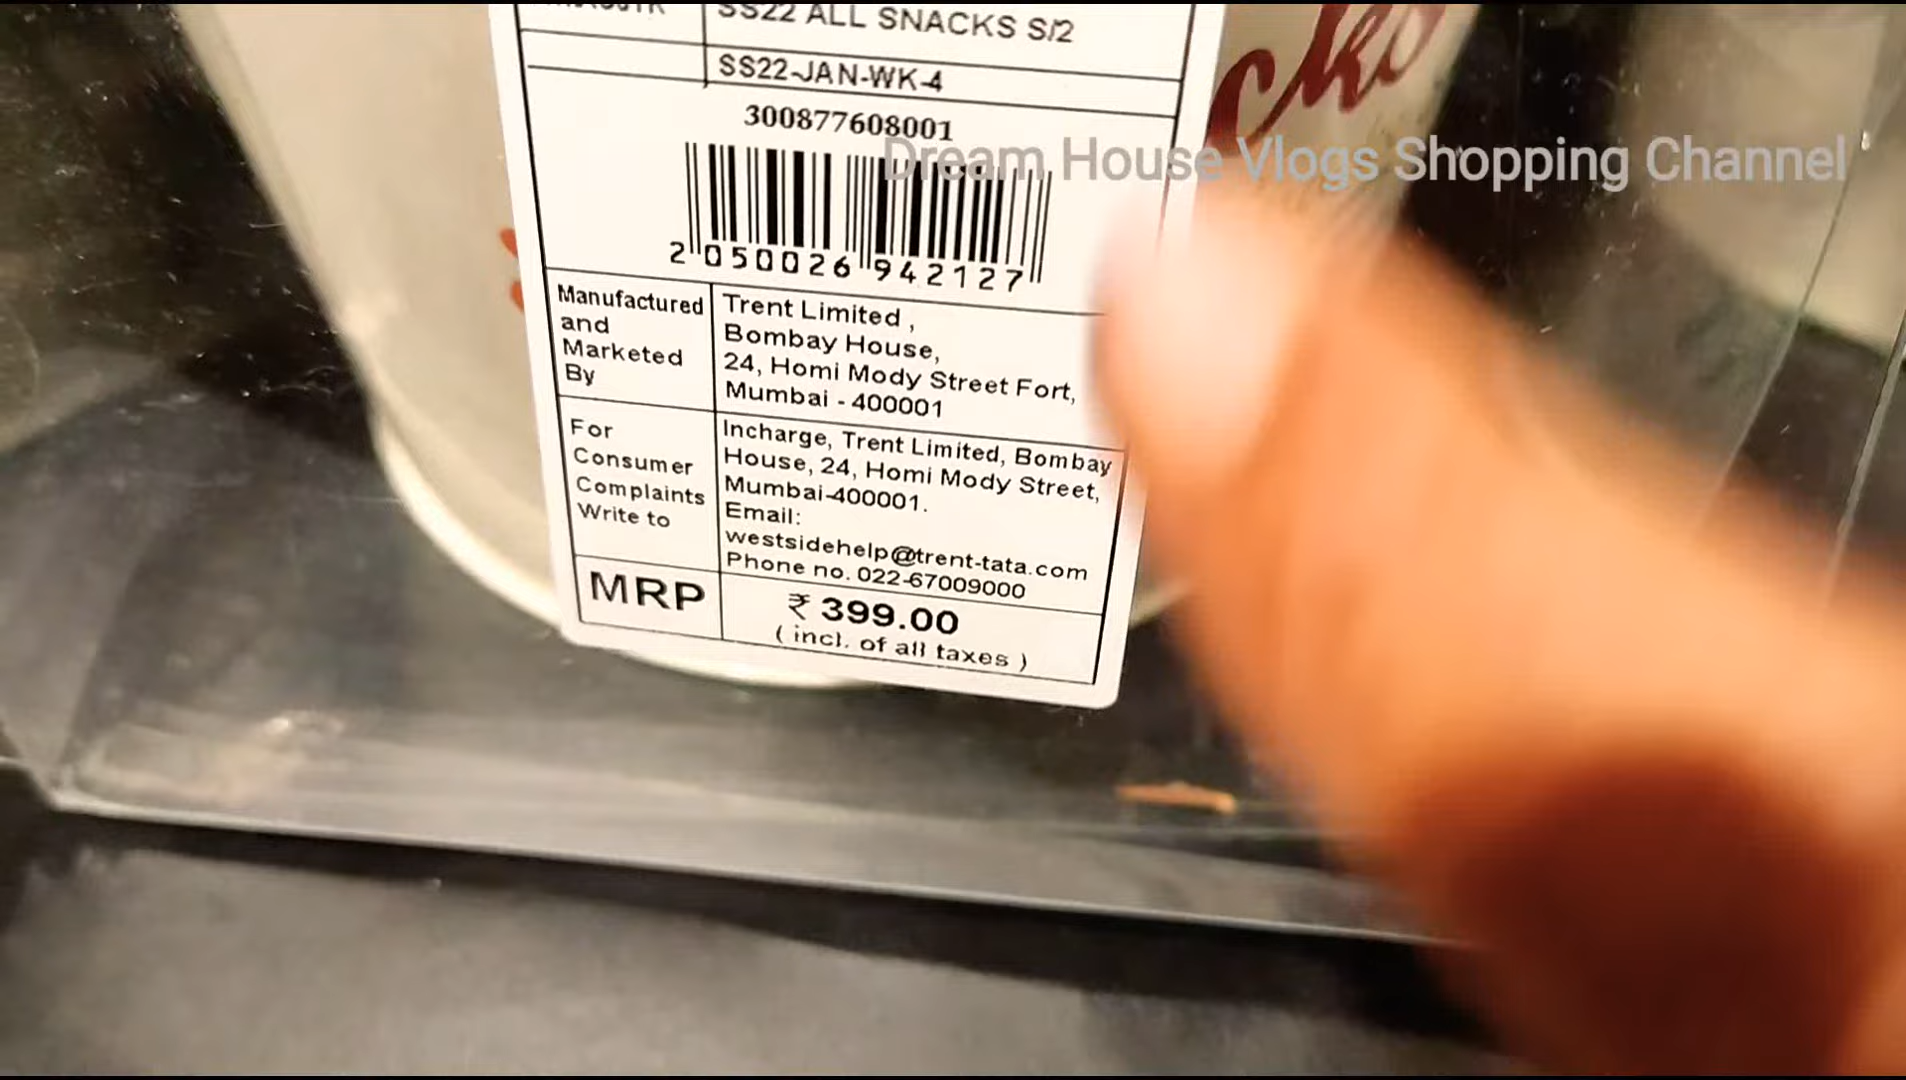 SS22 ALL SNACKS S/2
SS22-JAN-WK-4
300877608001
2 050026 942127
Dream House Vlogs Shopping Channel
Manufactured and Marketed By
Trent Limited ,
Bombay House,
24, Homi Mody Street Fort,
Mumbai - 400001
For Consumer Complaints Write to
Incharge, Trent Limited, Bombay
House, 24, Homi Mody Street,
Mumbai-400001.
Email:
westsidehelp@trent-tata.com
Phone no. 022-67009000
MRP
₹ 399.00
( incl. of all taxes )